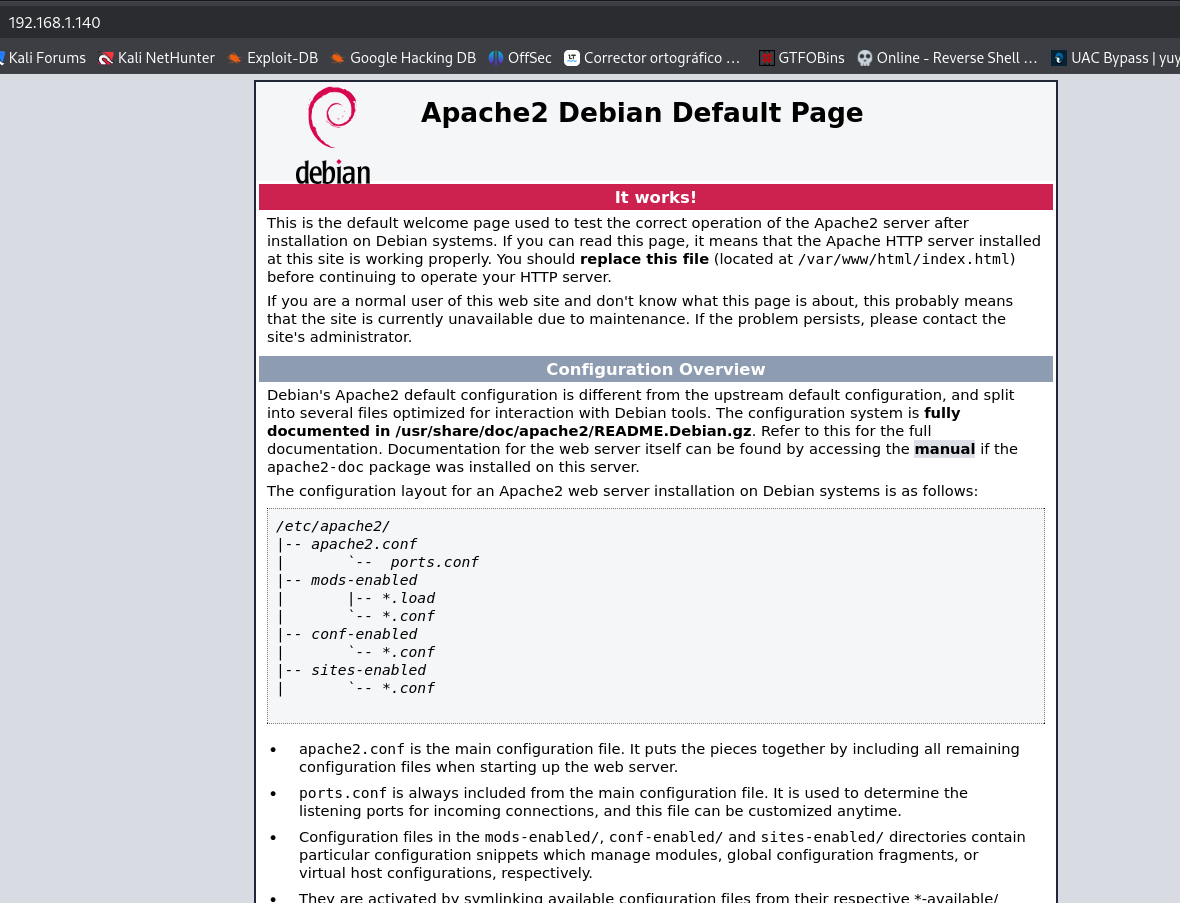 192.168.1.140
Kali Forums Kali NetHunter Exploit-DB Google Hacking DB OffSec Corrector ortográfico ... GTFOBins Online - Reverse Shell ... UAC Bypass | yuy
debian
Apache2 Debian Default Page
It works!
This is the default welcome page used to test the correct operation of the Apache2 server after
installation on Debian systems. If you can read this page, it means that the Apache HTTP server installed
at this site is working properly. You should replace this file (located at /var/www/html/index.html)
before continuing to operate your HTTP server.
If you are a normal user of this web site and don't know what this page is about, this probably means
that the site is currently unavailable due to maintenance. If the problem persists, please contact the
site's administrator.
Configuration Overview
Debian's Apache2 default configuration is different from the upstream default configuration, and split
into several files optimized for interaction with Debian tools. The configuration system is fully
documented in /usr/share/doc/apache2/README.Debian.gz. Refer to this for the full
documentation. Documentation for the web server itself can be found by accessing the manual if the
apache2-doc package was installed on this server.
The configuration layout for an Apache2 web server installation on Debian systems is as follows:
/etc/apache2/
|-- apache2.conf
|       `--  ports.conf
|-- mods-enabled
|       |-- *.load
|       `-- *.conf
|-- conf-enabled
|       `-- *.conf
|-- sites-enabled
|       `-- *.conf
• apache2.conf is the main configuration file. It puts the pieces together by including all remaining
configuration files when starting up the web server.
• ports.conf is always included from the main configuration file. It is used to determine the
listening ports for incoming connections, and this file can be customized anytime.
• Configuration files in the mods-enabled/, conf-enabled/ and sites-enabled/ directories contain
particular configuration snippets which manage modules, global configuration fragments, or
virtual host configurations, respectively.
• They are activated by symlinking available configuration files from their respective *-available/